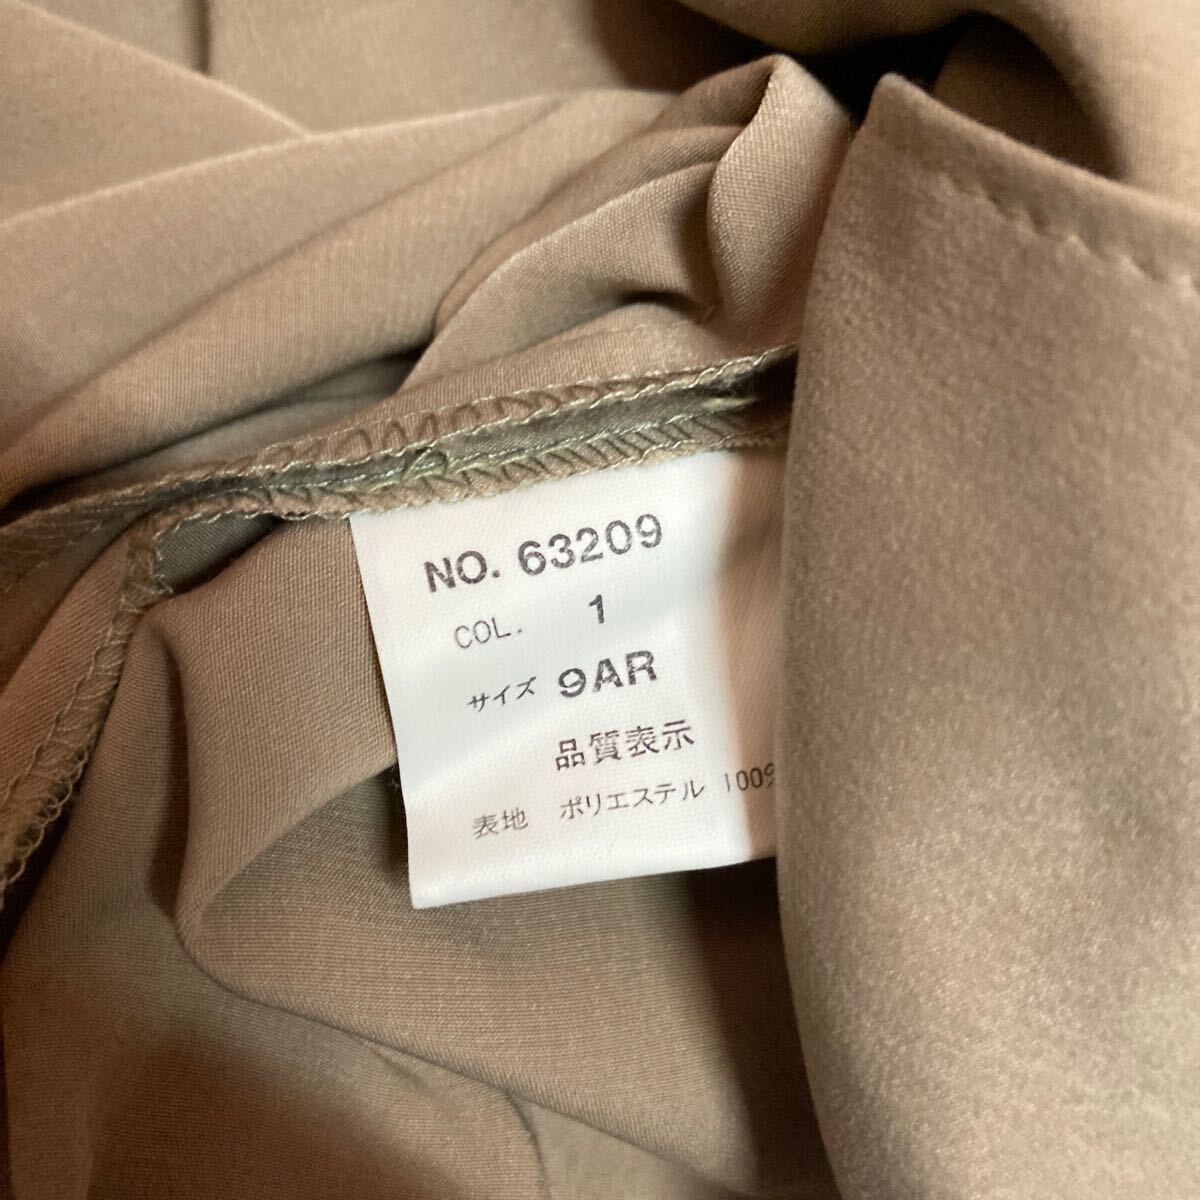 NO. 63209
COL. 1
サイズ 9AR
品質表示
表地 ポリエステル 100%